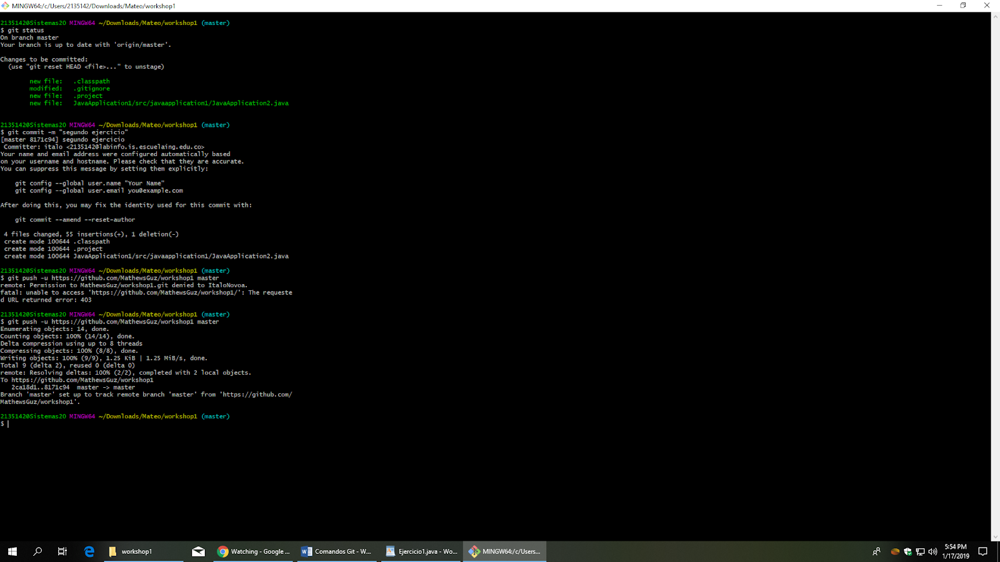 MINGW64:/c/Users/2135142/Downloads/Mateo/workshop1
2135142@Sistemas20 MINGW64 ~/Downloads/Mateo/workshop1 (master)
$ git status
On branch master
Your branch is up to date with 'origin/master'.
Changes to be committed:
(use "git reset HEAD <file>..." to unstage)
new file:   .classpath
modified:   .gitignore
new file:   .project
new file:   JavaApplication1/src/javaapplication1/JavaApplication2.java
2135142@Sistemas20 MINGW64 ~/Downloads/Mateo/workshop1 (master)
$ git commit -m "segundo ejercicio"
[master 8171c94] segundo ejercicio
Committer: italo <2135142@labinfo.is.escuelaing.edu.co>
Your name and email address were configured automatically based
on your username and hostname. Please check that they are accurate.
You can suppress this message by setting them explicitly:
git config --global user.name "Your Name"
git config --global user.email you@example.com
After doing this, you may fix the identity used for this commit with:
git commit --amend --reset-author
4 files changed, 55 insertions(+), 1 deletion(-)
create mode 100644 .classpath
create mode 100644 .project
create mode 100644 JavaApplication1/src/javaapplication1/JavaApplication2.java
2135142@Sistemas20 MINGW64 ~/Downloads/Mateo/workshop1 (master)
$ git push -u https://github.com/MathewsGuz/workshop1 master
remote: Permission to MathewsGuz/workshop1.git denied to ItaloNovoa.
fatal: unable to access 'https://github.com/MathewsGuz/workshop1/': The requeste
d URL returned error: 403
2135142@Sistemas20 MINGW64 ~/Downloads/Mateo/workshop1 (master)
$ git push -u https://github.com/MathewsGuz/workshop1 master
Enumerating objects: 14, done.
Counting objects: 100% (14/14), done.
Delta compression using up to 8 threads
Compressing objects: 100% (8/8), done.
Writing objects: 100% (9/9), 1.25 KiB | 1.25 MiB/s, done.
Total 9 (delta 2), reused 0 (delta 0)
remote: Resolving deltas: 100% (2/2), completed with 2 local objects.
To https://github.com/MathewsGuz/workshop1
2ca18d1..8171c94  master -> master
Branch 'master' set up to track remote branch 'master' from 'https://github.com/
MathewsGuz/workshop1'.
2135142@Sistemas20 MINGW64 ~/Downloads/Mateo/workshop1 (master)
$
workshop1
Watching - Google ...
Comandos Git - W...
Ejercicio1.java - Wo...
MINGW64:/c/Users...
5:54 PM
1/17/2019